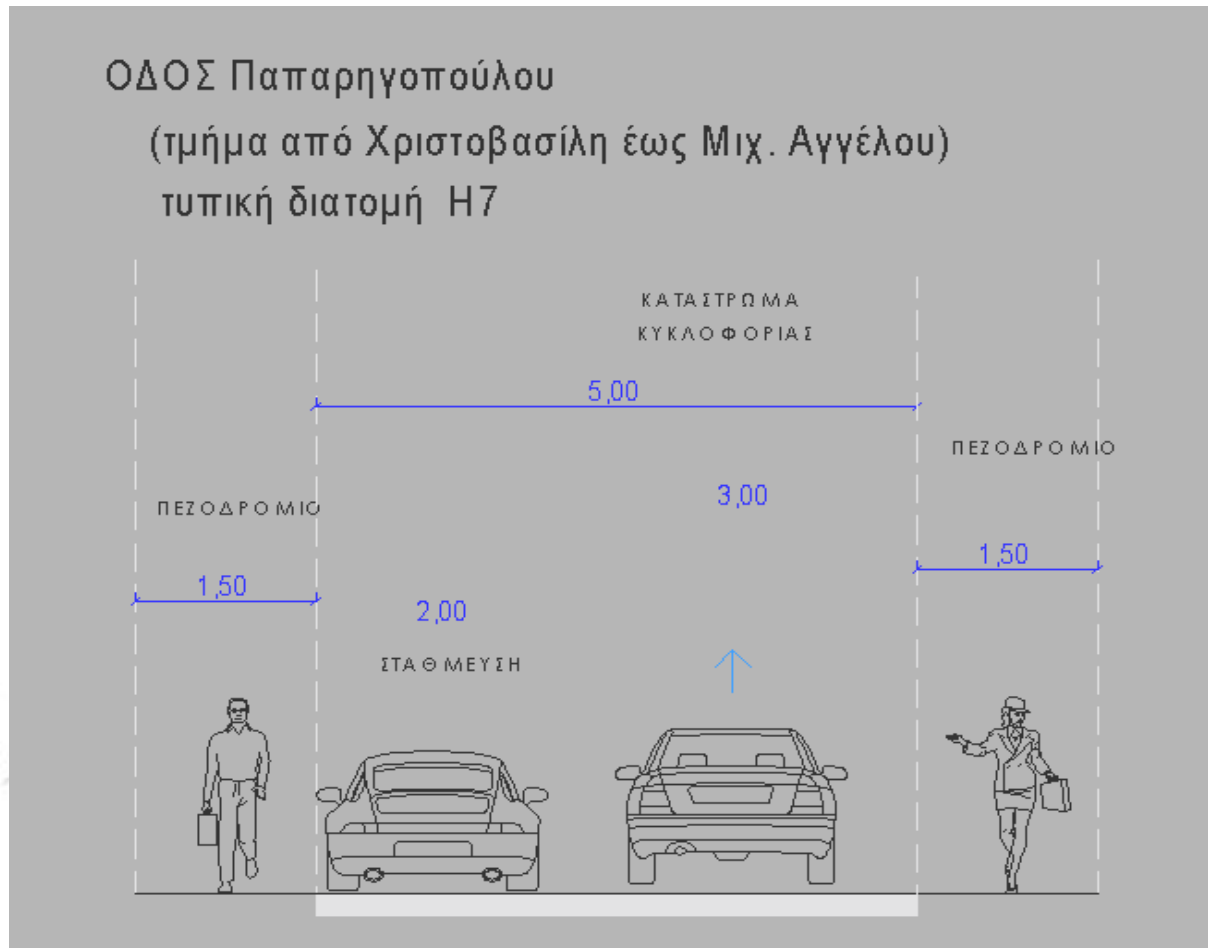 ΟΔΟΣ Παπαρηγοπούλου
(τμήμα από Χριστοβασίλη έως Μιχ. Αγγέλου)
τυπική διατομή Η7
ΚΑΤΑΣΤΡΩΜΑ
ΚΥΚΛΟΦΟΡΙΑΣ
5,00
ΠΕΖΟΔΡΟΜΙΟ
3,00
ΠΕΖΟΔΡΟΜΙΟ
1,50
1,50
2,00
ΣΤΑΘΜΕΥΣΗ